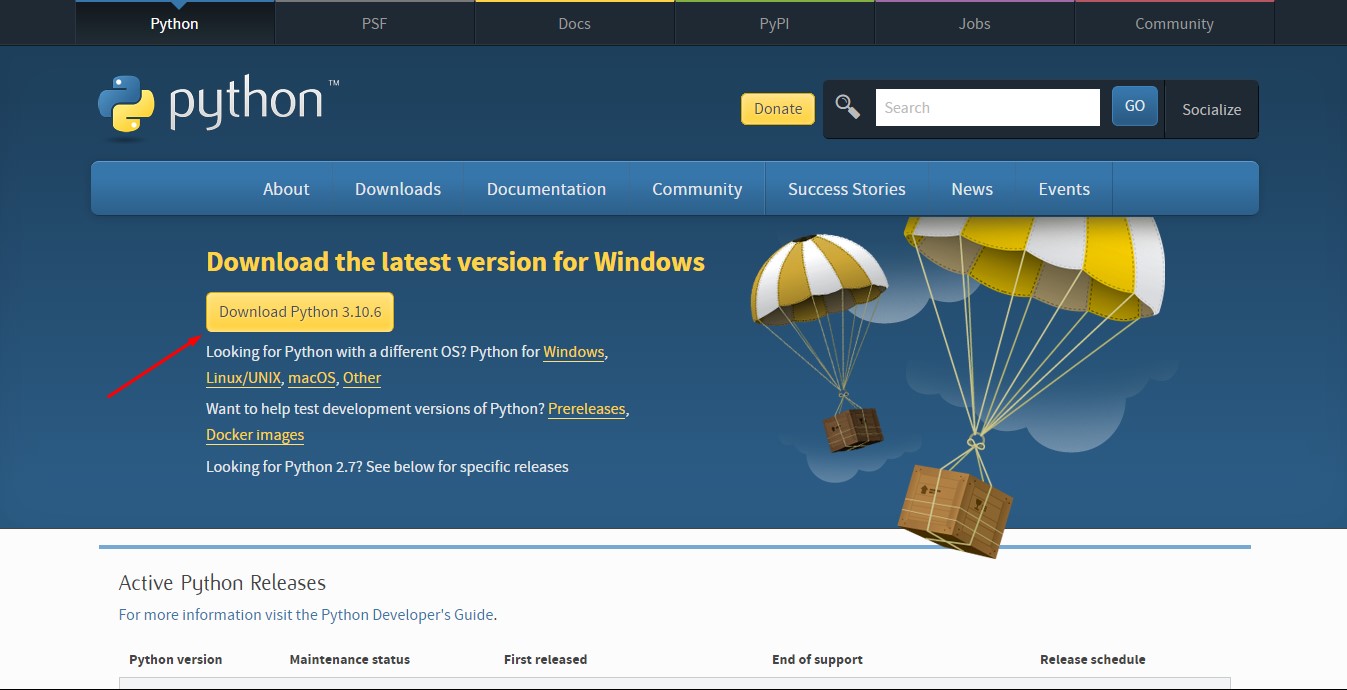 Python PSF Docs PyPI Jobs Community
python™
Donate Search GO Socialize
About Downloads Documentation Community Success Stories News Events
Download the latest version for Windows
Download Python 3.10.6
Looking for Python with a different OS? Python for Windows,
Linux/UNIX, macOS, Other
Want to help test development versions of Python? Prereleases,
Docker images
Looking for Python 2.7? See below for specific releases
Active Python Releases
For more information visit the Python Developer's Guide.
Python version Maintenance status First released End of support Release schedule